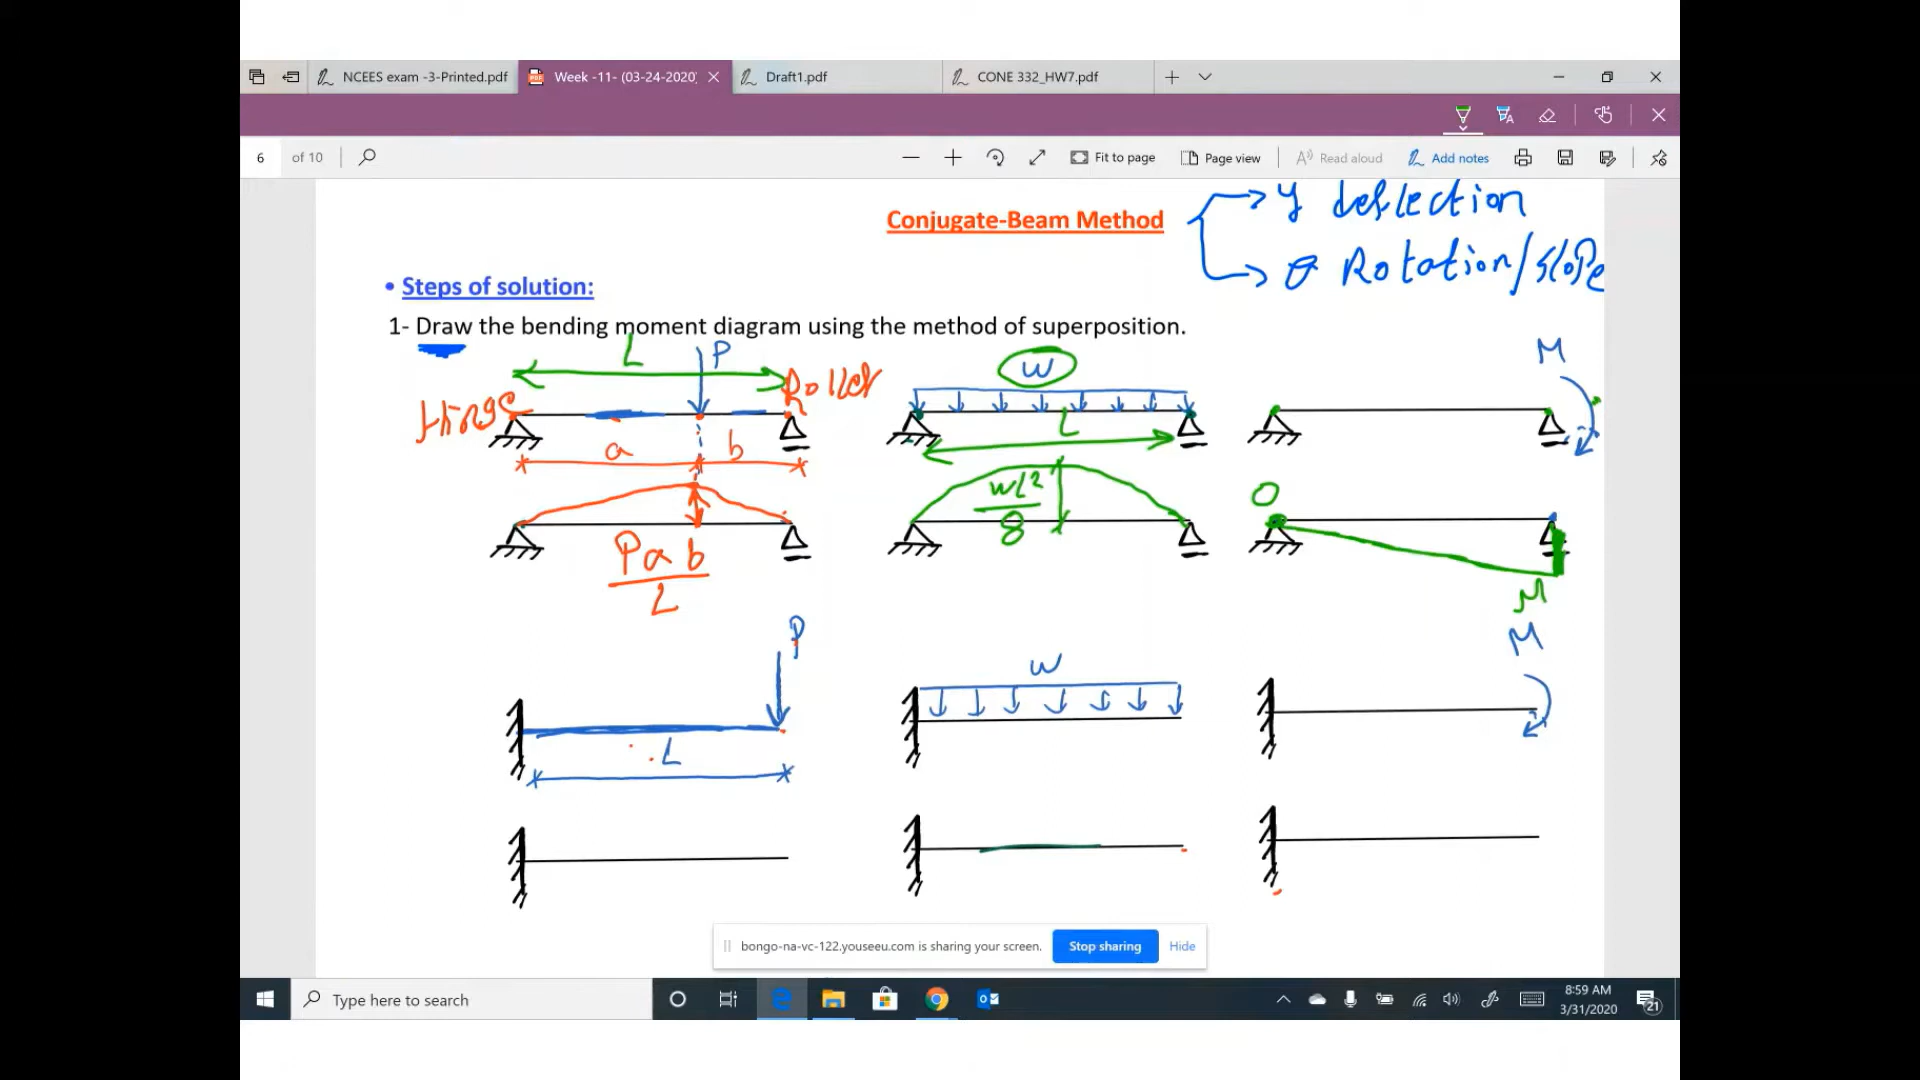 NCEES exam -3-Printed.pdf
Week -11- (03-24-2020)
Draft1.pdf
CONE 332_HW7.pdf
6 of 10
Fit to page
Page view
Read aloud
Add notes
Conjugate-Beam Method
y deflection
θ Rotation/slope
• Steps of solution:
1- Draw the bending moment diagram using the method of superposition.
L
P
Hinge
Roller
a
b
Pab
L
w
L
wL²
8
M
0
M
P
L
w
M
bongo-na-vc-122.youseeu.com is sharing your screen.
Stop sharing
Hide
Type here to search
8:59 AM
3/31/2020
21